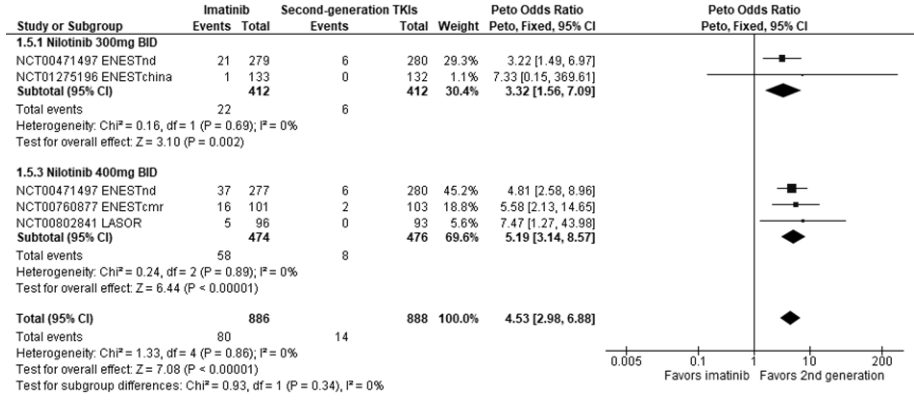 Imatinib Second-generation TKIs Peto Odds Ratio Peto Odds Ratio
Study or Subgroup Events Total Events Total Weight Peto, Fixed, 95% CI Peto, Fixed, 95% CI
1.5.1 Nilotinib 300mg BID
NCT00471497 ENESTnd 21 279 6 280 29.3% 3.22 [1.49, 6.97]
NCT01275196 ENESTchina 1 133 0 132 1.1% 7.33 [0.15, 369.61]
Subtotal (95% CI) 412 412 30.4% 3.32 [1.56, 7.09]
Total events 22 6
Heterogeneity: Chi² = 0.16, df = 1 (P = 0.69); I² = 0%
Test for overall effect: Z = 3.10 (P = 0.002)
1.5.3 Nilotinib 400mg BID
NCT00471497 ENESTnd 37 277 6 280 45.2% 4.81 [2.58, 8.96]
NCT00760877 ENESTcmr 16 101 2 103 18.8% 5.58 [2.13, 14.65]
NCT00802841 LASOR 5 96 0 93 5.6% 7.47 [1.27, 43.98]
Subtotal (95% CI) 474 476 69.6% 5.19 [3.14, 8.57]
Total events 58 8
Heterogeneity: Chi² = 0.24, df = 2 (P = 0.89); I² = 0%
Test for overall effect: Z = 6.44 (P < 0.00001)
Total (95% CI) 886 888 100.0% 4.53 [2.98, 6.88]
Total events 80 14
Heterogeneity: Chi² = 1.33, df = 4 (P = 0.86); I² = 0%
Test for overall effect: Z = 7.08 (P < 0.00001)
Test for subgroup differences: Chi² = 0.93, df = 1 (P = 0.34), I² = 0%
0.005 0.1 1 10 200
Favors imatinib Favors 2nd generation